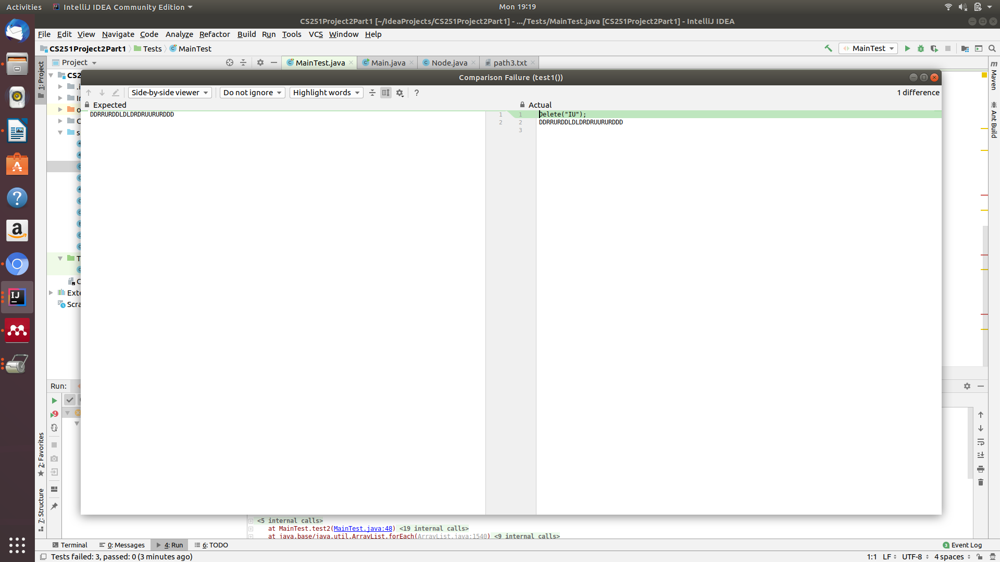 Activities IntelliJ IDEA Community Edition Mon 19:19
CS251Project2Part1 [~/IdeaProjects/CS251Project2Part1] - .../Tests/MainTest.java [CS251Project2Part1] - IntelliJ IDEA
File Edit View Navigate Code Analyze Refactor Build Run Tools VCS Window Help
CS251Project2Part1 Tests MainTest MainTest
1: Project
Project MainTest.java Main.java Node.java path3.txt
Maven
Ant Build
CS2
Comparison Failure (test1())
Side-by-side viewer Do not ignore Highlight words ? 1 difference
Expected Actual
DDRRURDDLDLDRDRUURURDDD 1 1 Delete("IU");
2 2 DDRRURDDLDLDRDRUURURDDD
3
Exte
Scra
Run:
2: Favorites
7: Structure
<5 internal calls>
at MainTest.test2(MainTest.java:48) <19 internal calls>
at java.base/java.util.ArrayList.forEach(ArrayList.java:1540) <9 internal calls>
Terminal 0: Messages 4: Run 6: TODO 3 Event Log
Tests failed: 3, passed: 0 (3 minutes ago) 1:1 LF UTF-8 4 spaces